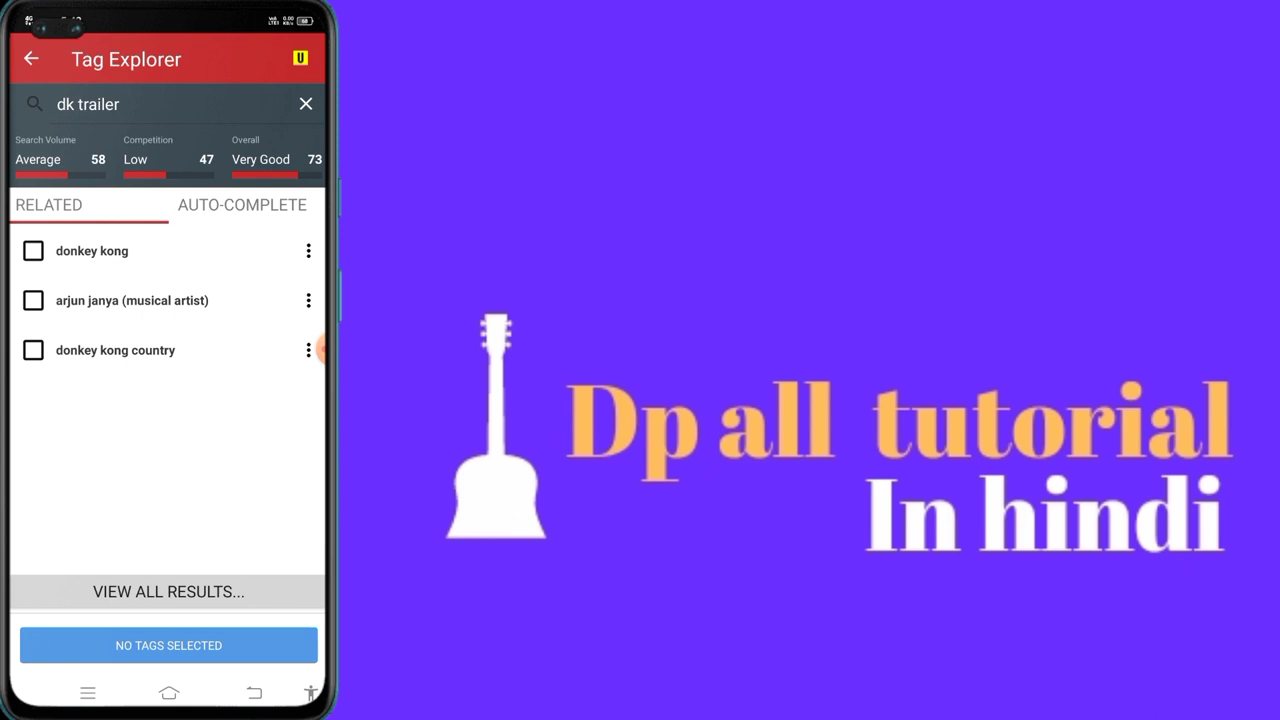 Tag Explorer
U
dk trailer
Search Volume
Competition
Overall
Average 58
Low 47
Very Good 73
RELATED
AUTO-COMPLETE
donkey kong
arjun janya (musical artist)
donkey kong country
VIEW ALL RESULTS...
NO TAGS SELECTED
Dp all tutorial
In hindi